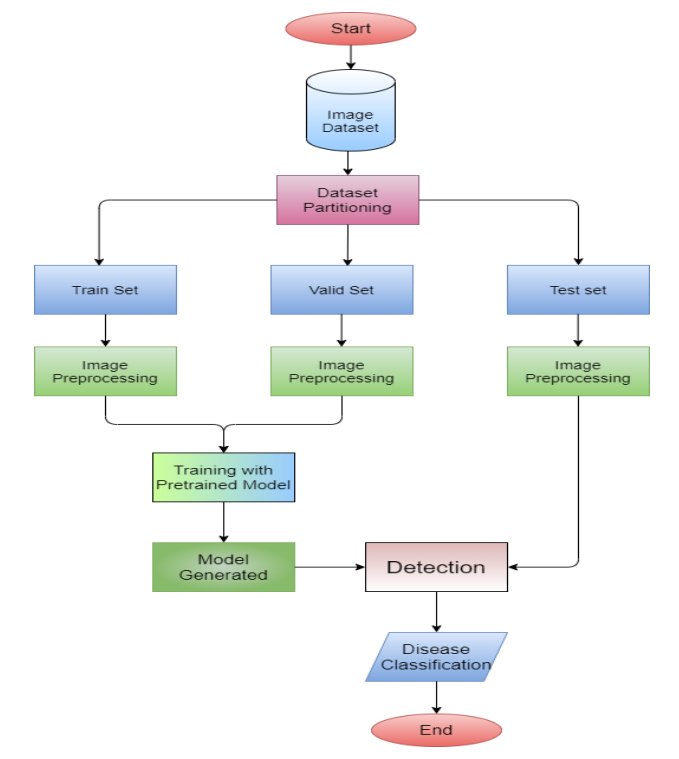 Start
Image
Dataset
Dataset
Partitioning
Train Set
Valid Set
Test set
Image
Preprocessing
Image
Preprocessing
Image
Preprocessing
Training with
Pretrained Model
Model
Generated
Detection
Disease
Classification
End